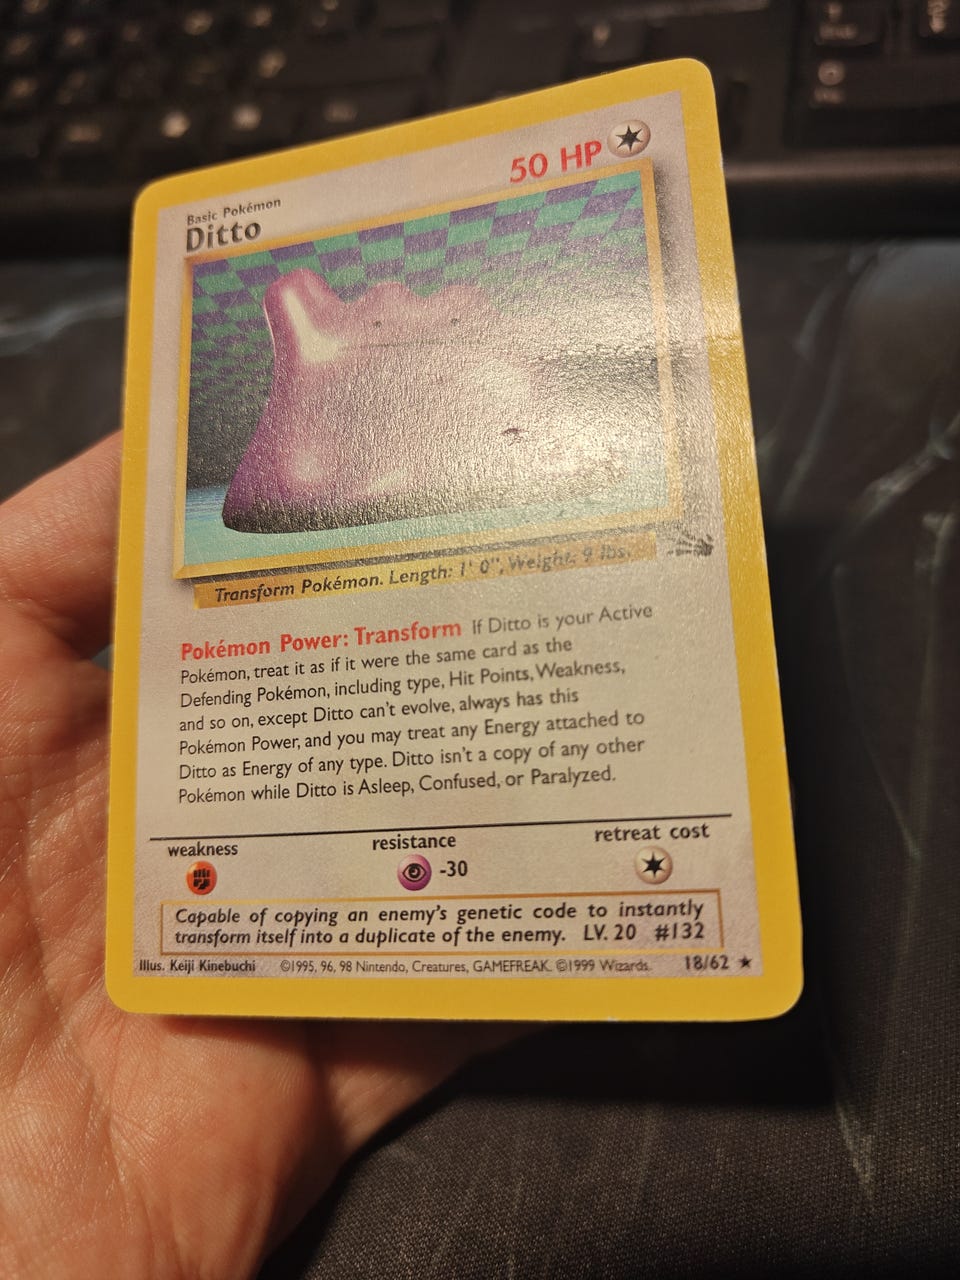 50 HP
Basic Pokémon
Ditto
Transform Pokémon. Length: 1' 0", Weight: 9 lbs.
Pokémon Power: Transform If Ditto is your Active
Pokémon, treat it as if it were the same card as the
Defending Pokémon, including type, Hit Points, Weakness,
and so on, except Ditto can't evolve, always has this
Pokémon Power, and you may treat any Energy attached to
Ditto as Energy of any type. Ditto isn't a copy of any other
Pokémon while Ditto is Asleep, Confused, or Paralyzed.
weakness resistance retreat cost
-30
Capable of copying an enemy's genetic code to instantly
transform itself into a duplicate of the enemy. LV. 20 #132
Illus. Keiji Kinebuchi ©1995, 96, 98 Nintendo, Creatures, GAMEFREAK. ©1999 Wizards. 18/62 ★